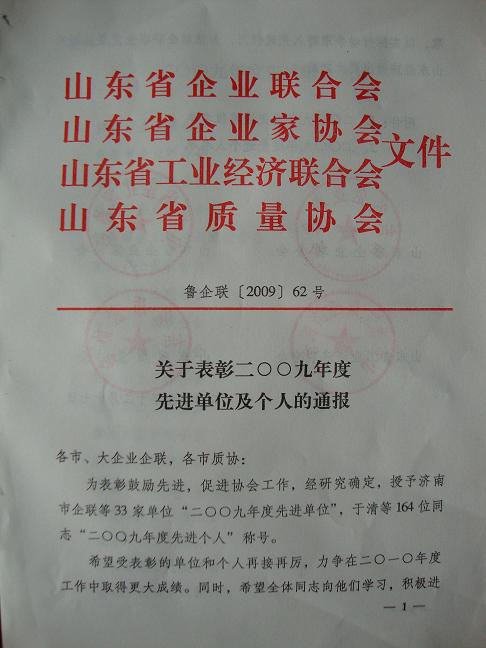 山东省企业联合会
山东省企业家协会
山东省工业经济联合会
山东省质量协会
文件
鲁企联〔2009〕62号
关于表彰二〇〇九年度
先进单位及个人的通报
各市、大企业企联，各市质协：
为表彰鼓励先进，促进协会工作，经研究确定，授予济南
市企联等33家单位“二〇〇九年度先进单位”，于清等164位同
志“二〇〇九年度先进个人”称号。
希望受表彰的单位和个人再接再厉，力争在二〇一〇年度
工作中取得更大成绩。同时，希望全体同志向他们学习，积极进
— 1 —